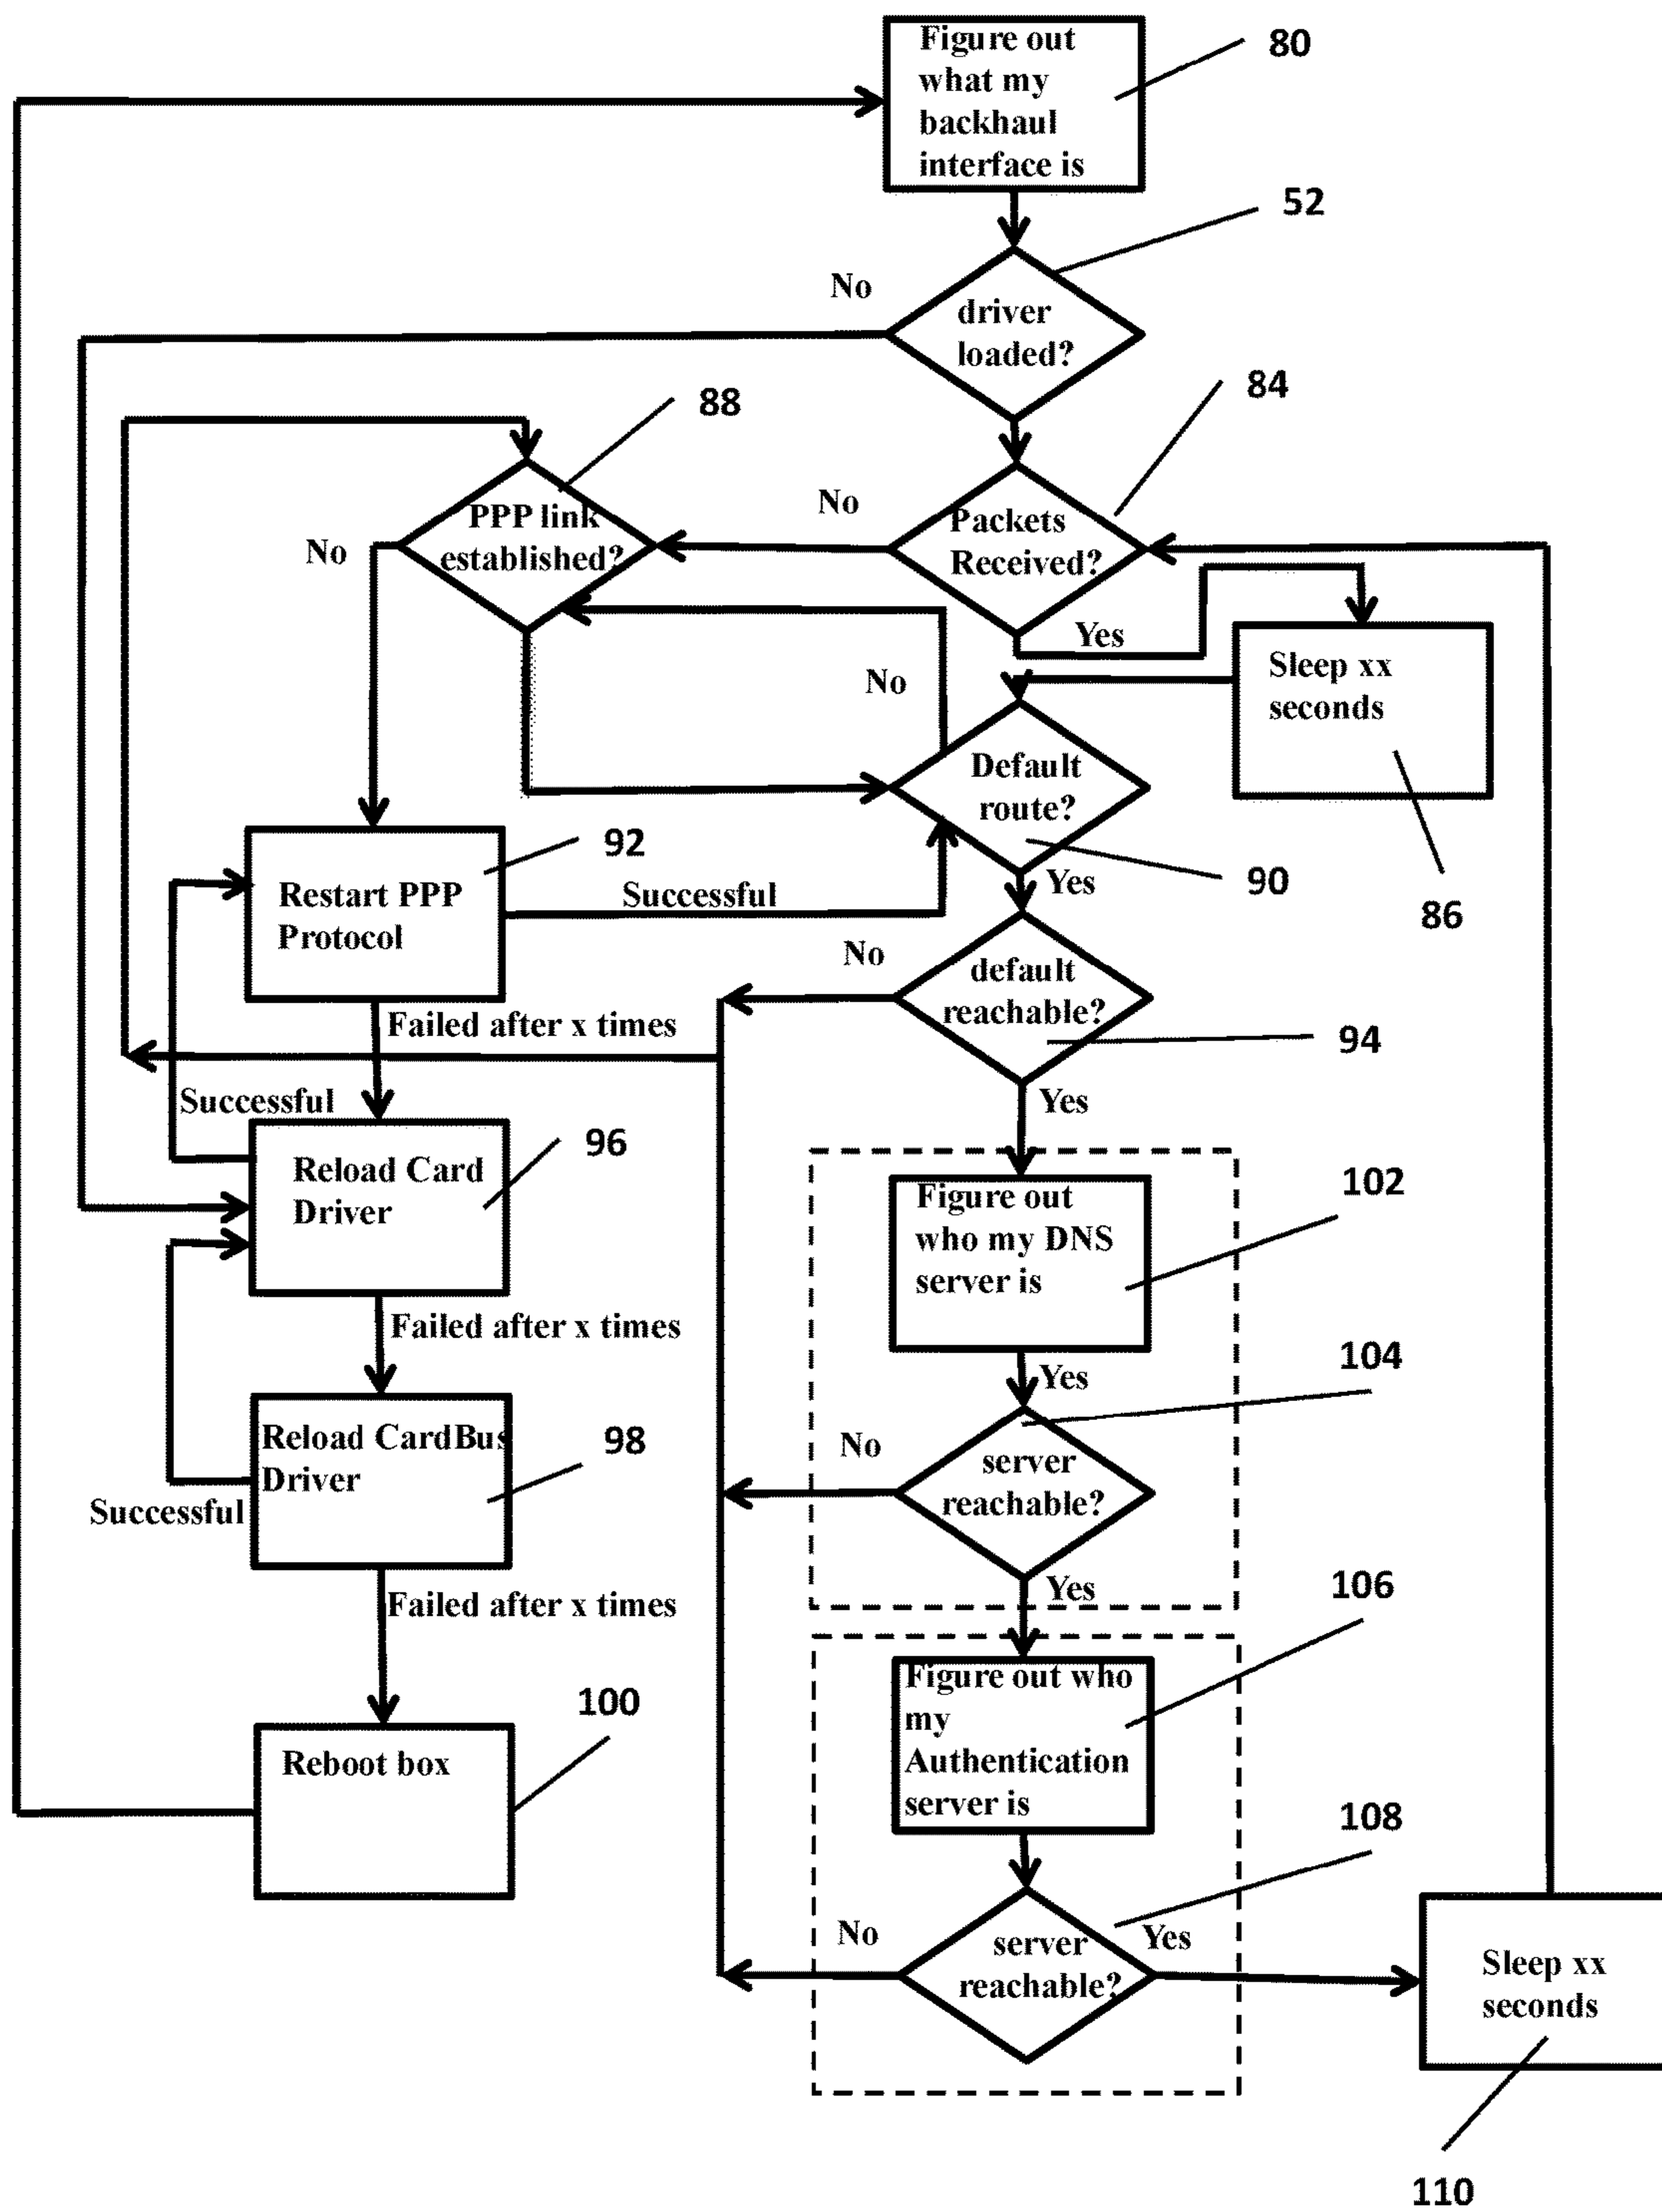 Figure out
what my
backhaul
interface is
80
52
No
driver
loaded?
84
88
No
Packets
Received?
PPP link
established?
No
Yes
Sleep xx
seconds
86
No
Default
route?
90
Yes
92
Restart PPP
Protocol
Successful
Failed after x times
No
default
reachable?
94
Yes
Successful
96
Reload Card
Driver
Failed after x times
102
Figure out
who my DNS
server is
Yes
104
No
server
reachable?
Yes
98
Reload CardBus
Driver
Successful
Failed after x times
100
Reboot box
106
Figure out who
my
Authentication
server is
108
No
server
reachable?
Yes
Sleep xx
seconds
110